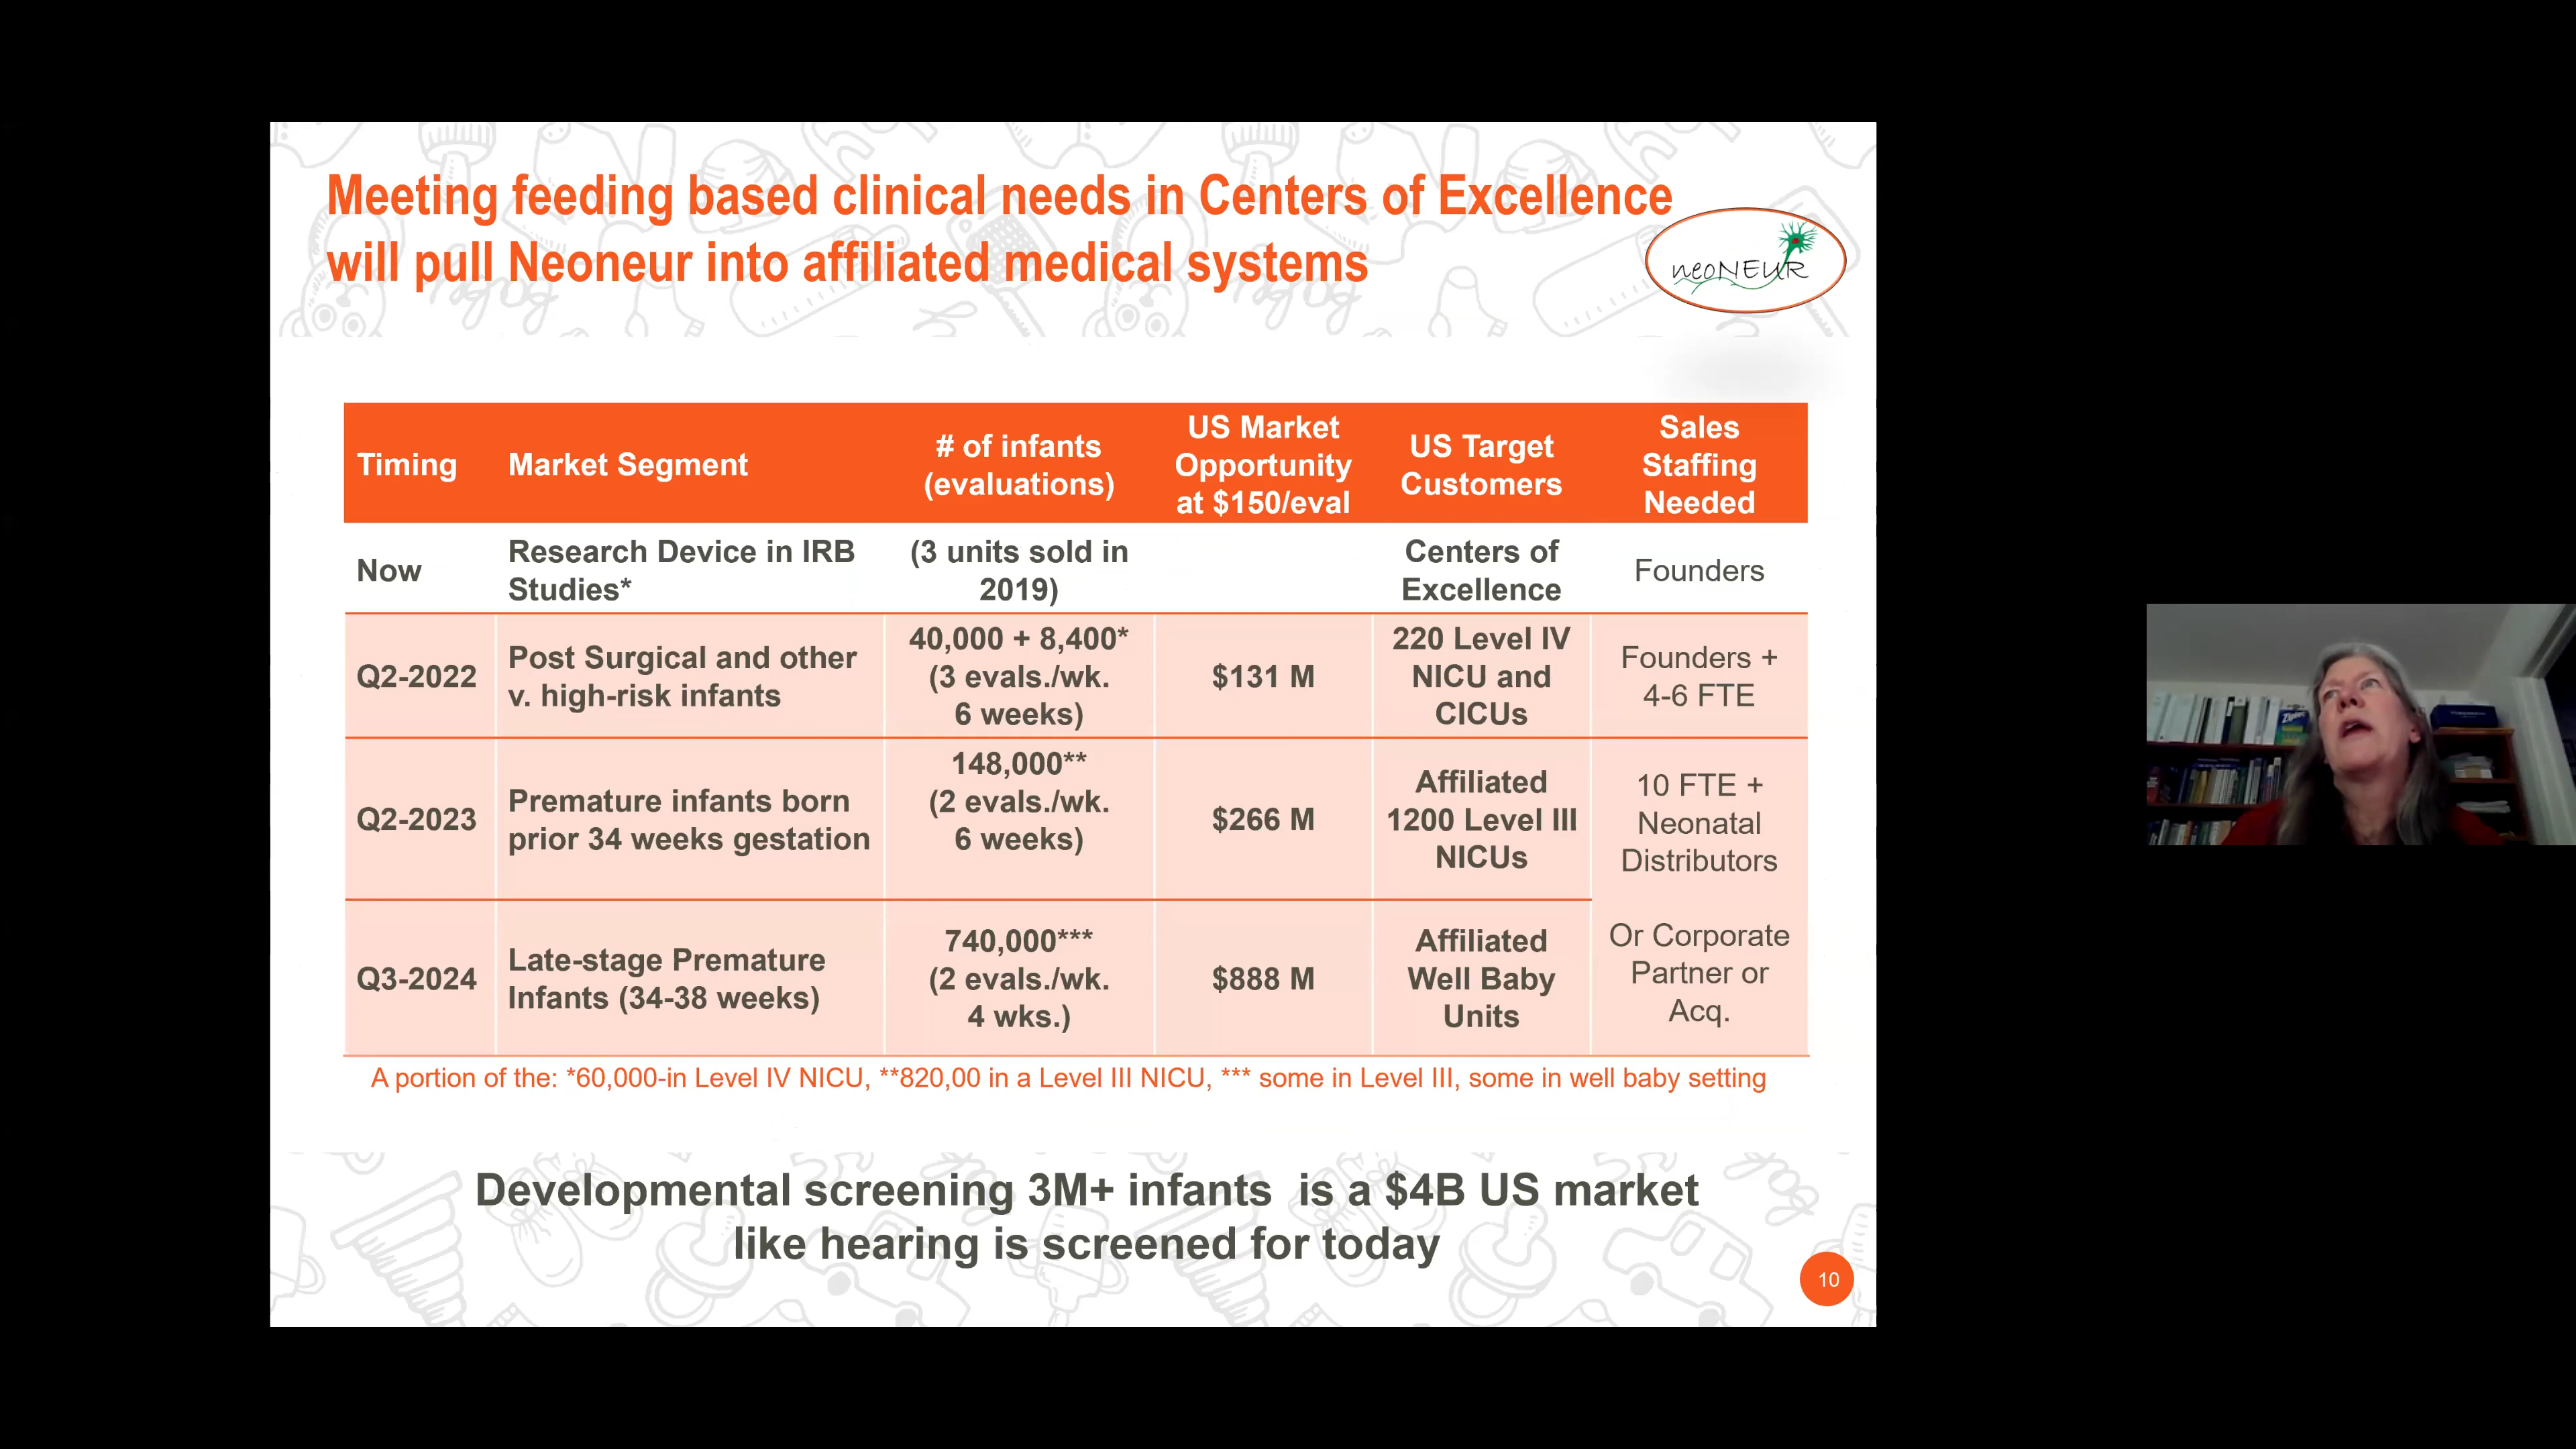 Meeting feeding based clinical needs in Centers of Excellence
will pull Neoneur into affiliated medical systems
neoNEUR
Timing
Market Segment
# of infants
(evaluations)
US Market
Opportunity
at $150/eval
US Target
Customers
Sales
Staffing
Needed
Now
Research Device in IRB
Studies*
(3 units sold in
2019)
Centers of
Excellence
Founders
Q2-2022
Post Surgical and other
v. high-risk infants
40,000 + 8,400*
(3 evals./wk.
6 weeks)
$131 M
220 Level IV
NICU and
CICUs
Founders +
4-6 FTE
Q2-2023
Premature infants born
prior 34 weeks gestation
148,000**
(2 evals./wk.
6 weeks)
$266 M
Affiliated
1200 Level III
NICUs
10 FTE +
Neonatal
Distributors
Q3-2024
Late-stage Premature
Infants (34-38 weeks)
740,000***
(2 evals./wk.
4 wks.)
$888 M
Affiliated
Well Baby
Units
Or Corporate
Partner or
Acq.
A portion of the: *60,000-in Level IV NICU, **820,00 in a Level III NICU, *** some in Level III, some in well baby setting
Developmental screening 3M+ infants is a $4B US market
like hearing is screened for today
10
Ziploc